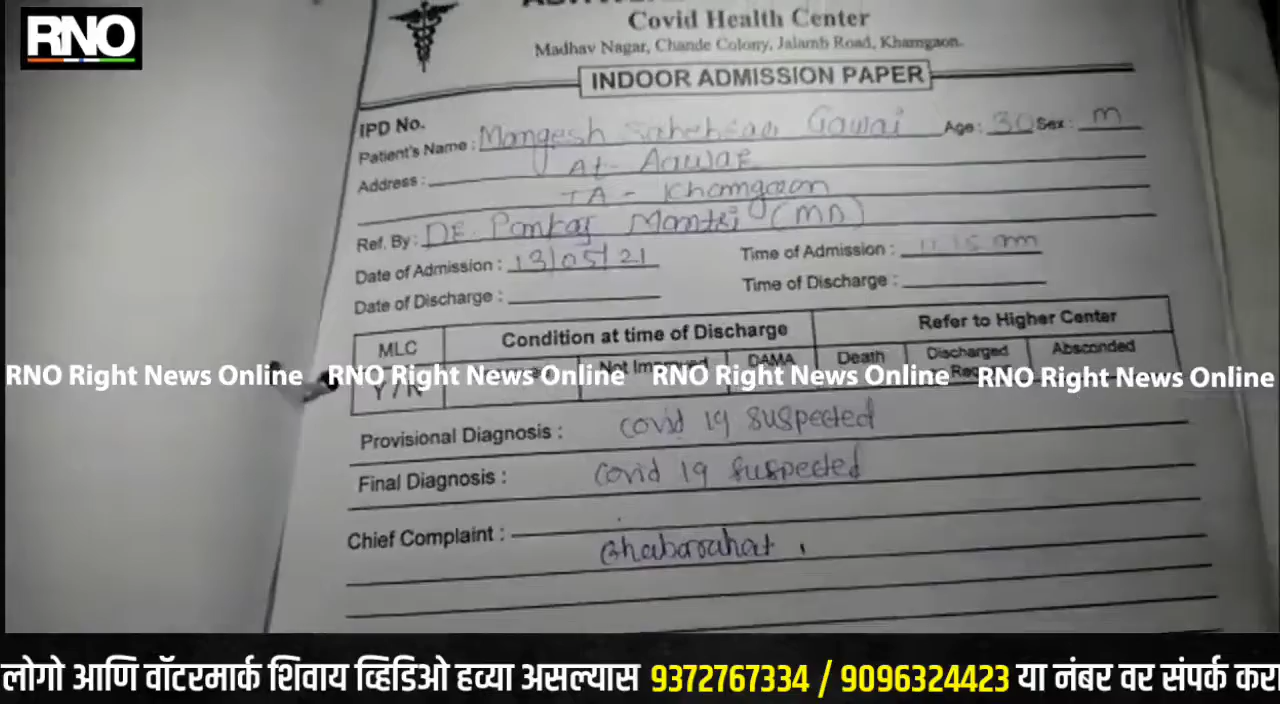 RNO
Covid Health Center
Madhav Nagar, Chande Colony, Jalamb Road, Khamgaon.
INDOOR ADMISSION PAPER
IPD No.
Patient's Name : Mangesh Gawai Age : 30 Sex : M
Address : At- Aawar
TA - Khamgaon
Ref. By : Dr. Pankaj Mantri (MD)
Date of Admission : 13/05/21 Time of Admission : 11:15
Date of Discharge : Time of Discharge :
MLC Condition at time of Discharge Refer to Higher Center
Y / N Not Improved DAMA Death Discharged Absconded
RNO Right News Online RNO Right News Online RNO Right News Online RNO Right News Online
Provisional Diagnosis : Covid 19 suspected
Final Diagnosis : Covid 19 suspected
Chief Complaint :
Ghabarahat
लोगो आणि वॉटरमार्क शिवाय व्हिडिओ हव्या असल्यास 9372767334 / 9096324423 या नंबर वर संपर्क करा